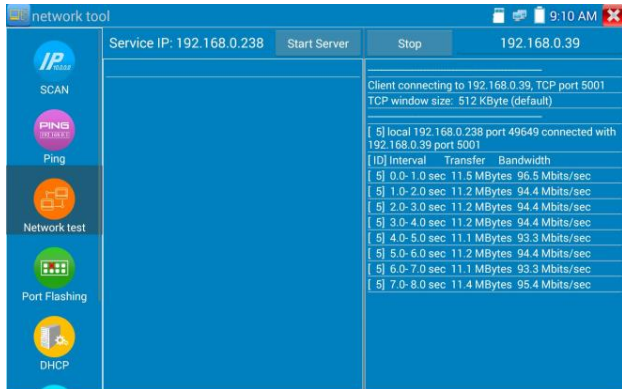 network tool
9:10 AM
Service IP: 192.168.0.238
Start Server
Stop
192.168.0.39
IP
SCAN
PING
Ping
Network test
Port Flashing
DHCP
Client connecting to 192.168.0.39, TCP port 5001
TCP window size: 512 KByte (default)
[ 5] local 192.168.0.238 port 49649 connected with
192.168.0.39 port 5001
[ ID] Interval Transfer Bandwidth
[ 5] 0.0- 1.0 sec 11.5 MBytes 96.5 Mbits/sec
[ 5] 1.0- 2.0 sec 11.2 MBytes 94.4 Mbits/sec
[ 5] 2.0- 3.0 sec 11.2 MBytes 94.4 Mbits/sec
[ 5] 3.0- 4.0 sec 11.2 MBytes 94.4 Mbits/sec
[ 5] 4.0- 5.0 sec 11.1 MBytes 93.3 Mbits/sec
[ 5] 5.0- 6.0 sec 11.2 MBytes 94.4 Mbits/sec
[ 5] 6.0- 7.0 sec 11.1 MBytes 93.3 Mbits/sec
[ 5] 7.0- 8.0 sec 11.4 MBytes 95.4 Mbits/sec